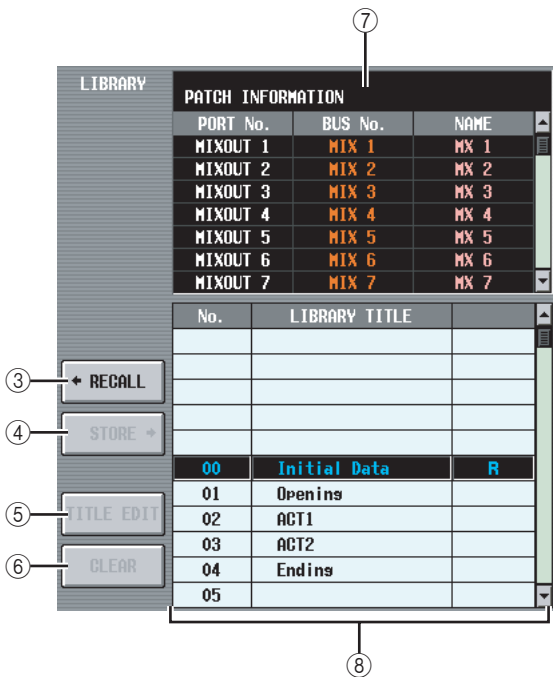 ⑦
LIBRARY
PATCH INFORMATION
PORT No. BUS No. NAME
MIXOUT 1 MIX 1 MX 1
MIXOUT 2 MIX 2 MX 2
MIXOUT 3 MIX 3 MX 3
MIXOUT 4 MIX 4 MX 4
MIXOUT 5 MIX 5 MX 5
MIXOUT 6 MIX 6 MX 6
MIXOUT 7 MIX 7 MX 7
No. LIBRARY TITLE
③ RECALL
④ STORE
00 Initial Data R
01 Opening
⑤ TITLE EDIT
02 ACT1
03 ACT2
⑥ CLEAR
04 Ending
05
⑧